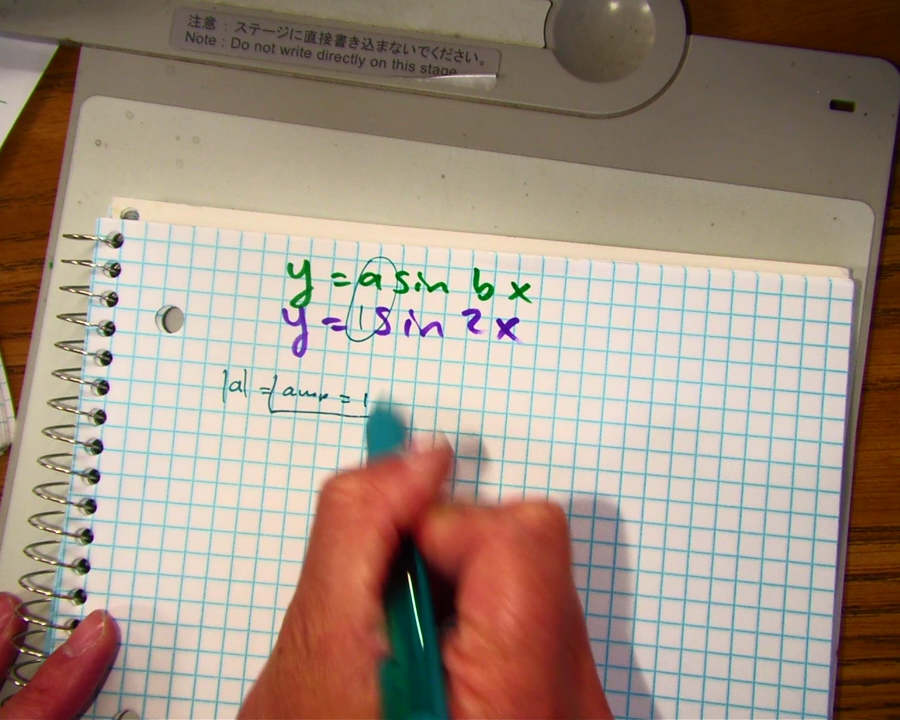 注意：ステージに直接書き込まないでください。
Note : Do not write directly on this stage
y = a sin b x
y = 1 sin 2 x
|a| = amp = 1